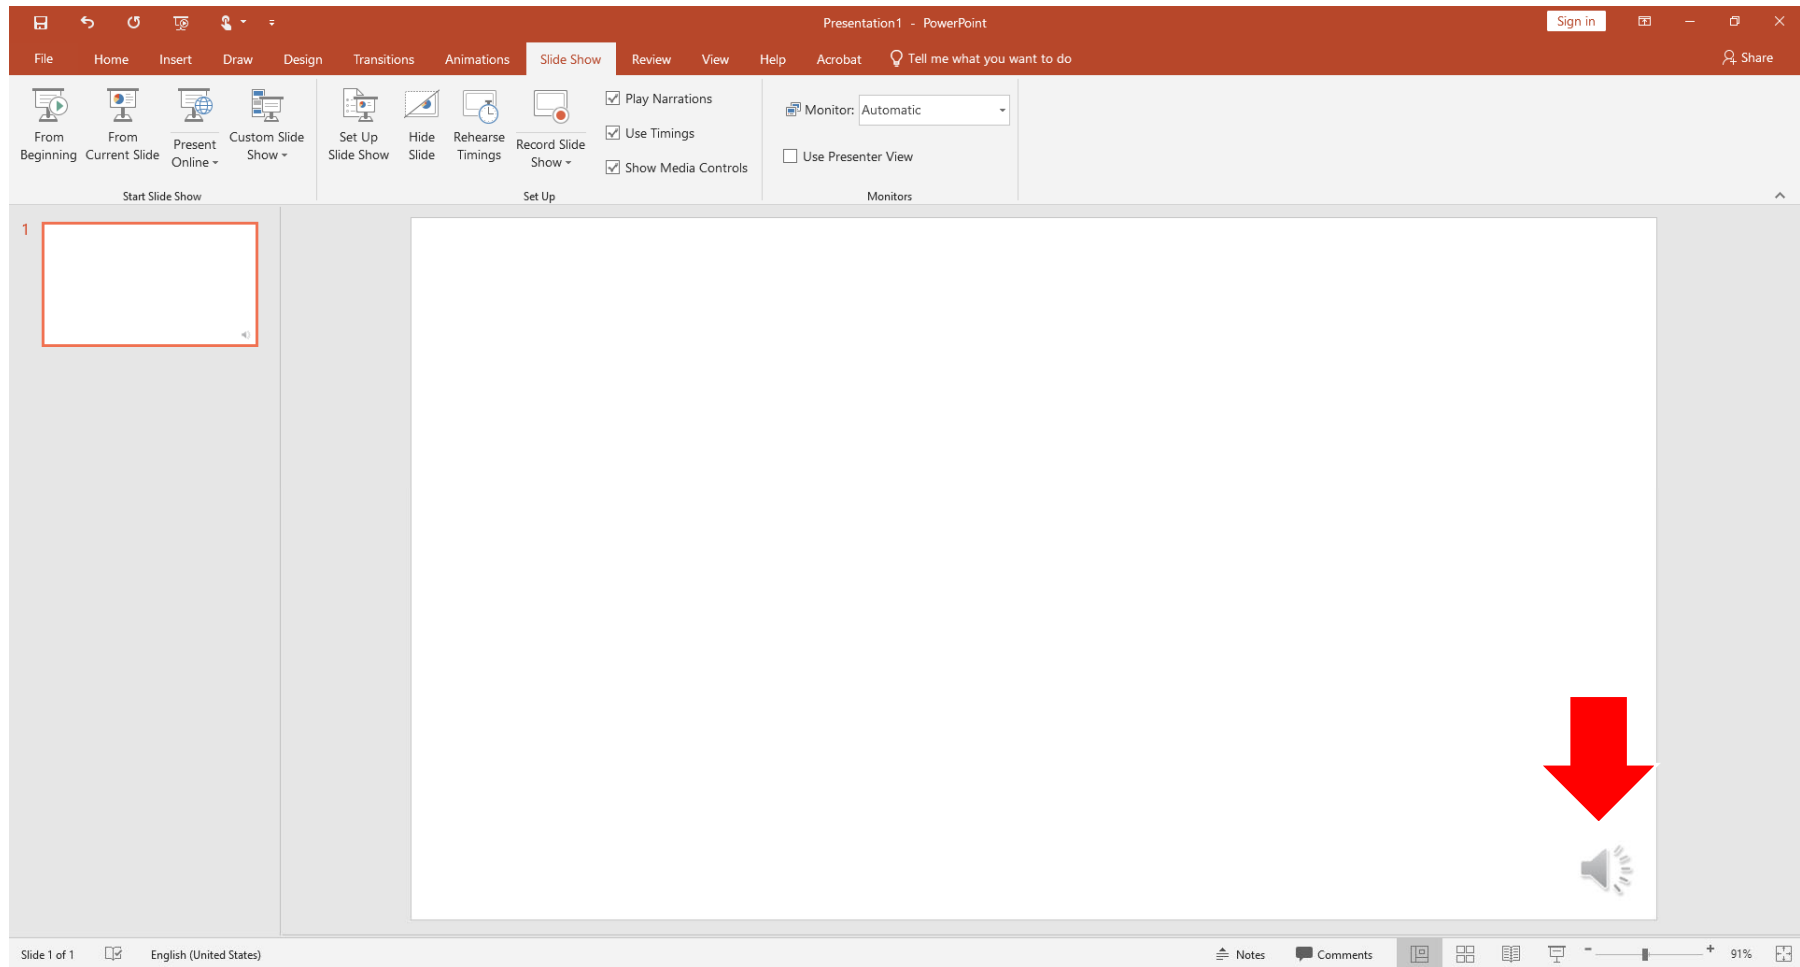 Presentation1 - PowerPoint
Sign in
File Home Insert Draw Design Transitions Animations Slide Show Review View Help Acrobat Tell me what you want to do Share
From Beginning
From Current Slide
Present Online
Custom Slide Show
Start Slide Show
Set Up Slide Show
Hide Slide
Rehearse Timings
Record Slide Show
Play Narrations
Use Timings
Show Media Controls
Set Up
Monitor: Automatic
Use Presenter View
Monitors
1
Slide 1 of 1 English (United States) Notes Comments 91%